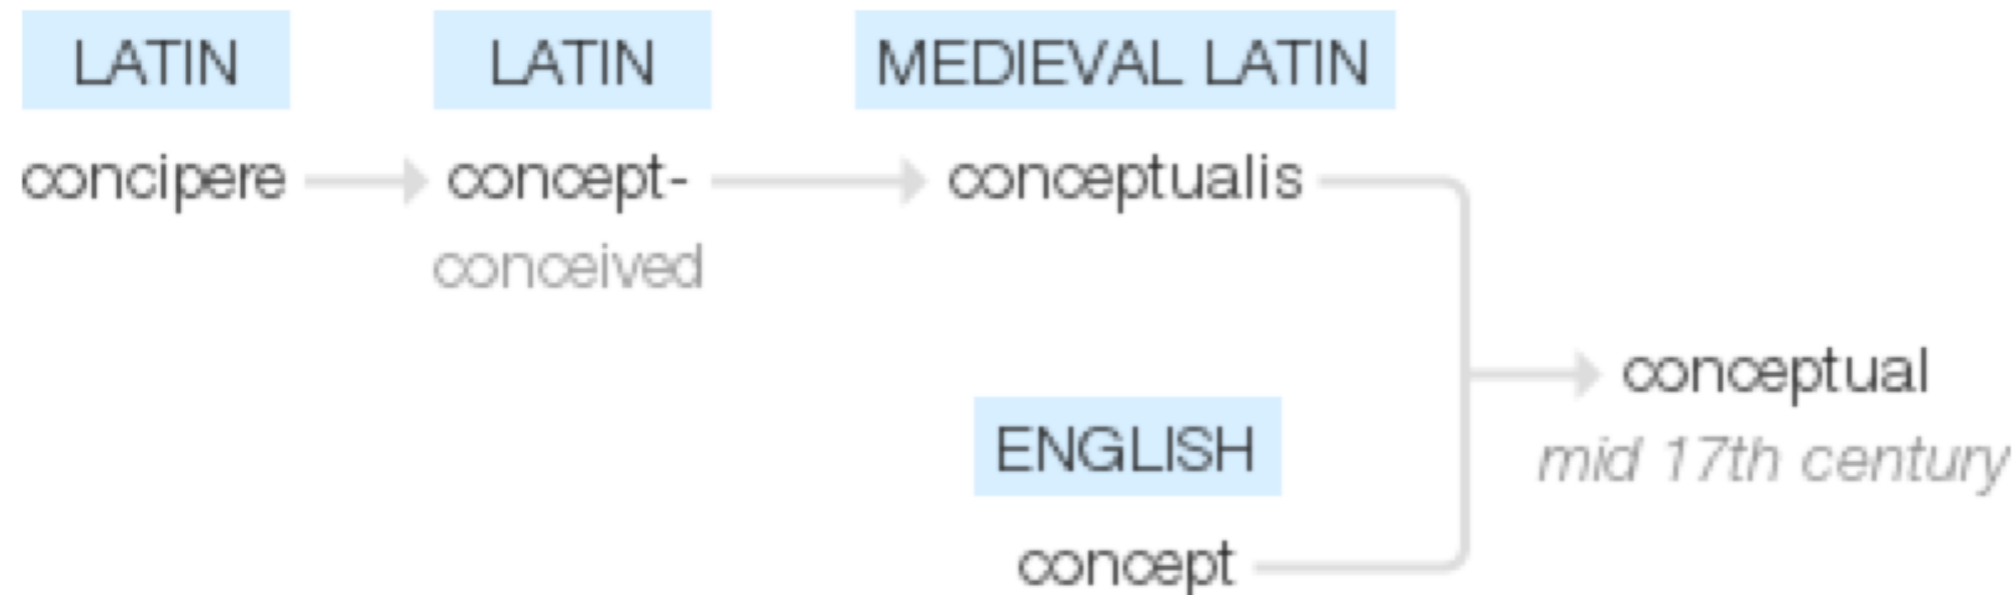 LATIN LATIN MEDIEVAL LATIN
concipere concept- conceptualis
conceived
conceptual
ENGLISH
mid 17th century
concept